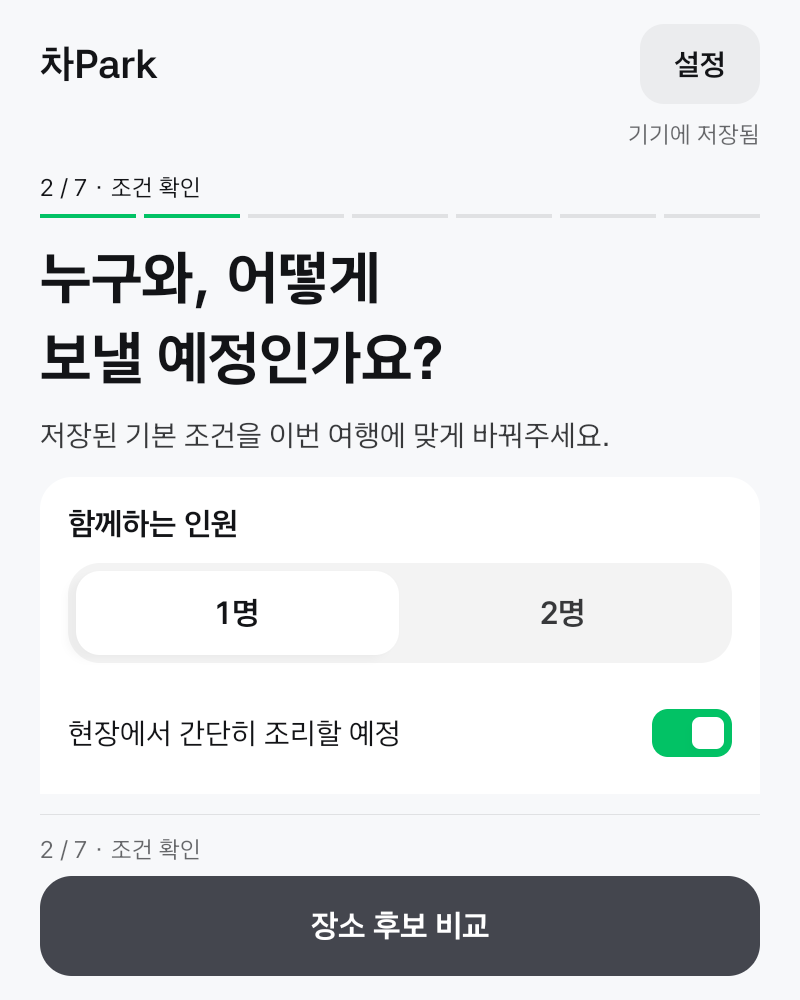 차Park
설정
기기에 저장됨
2 / 7 · 조건 확인
누구와, 어떻게
보낼 예정인가요?
저장된 기본 조건을 이번 여행에 맞게 바꿔주세요.
함께하는 인원
1명
2명
현장에서 간단히 조리할 예정
2 / 7 · 조건 확인
장소 후보 비교